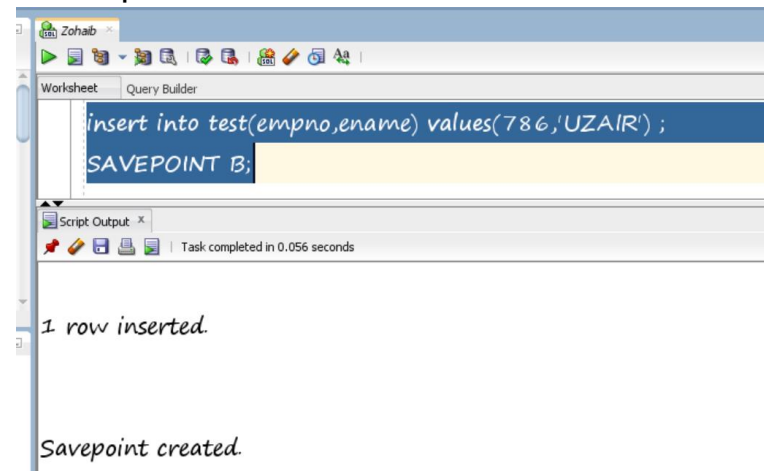 Zohaib
Worksheet Query Builder
insert into test(empno,ename) values(786,'UZAIR') ;
SAVEPOINT B;
Script Output
Task completed in 0.056 seconds
1 row inserted.
Savepoint created.